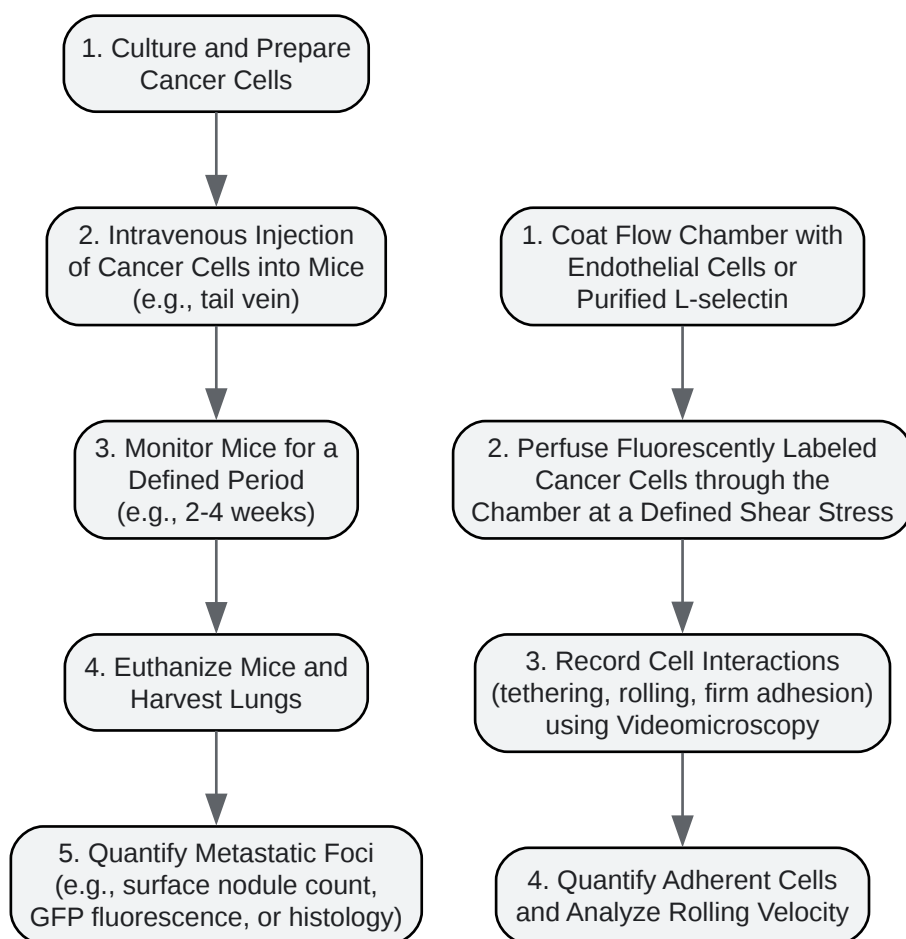 1. Culture and Prepare
Cancer Cells
2. Intravenous Injection
of Cancer Cells into Mice
(e.g., tail vein)
3. Monitor Mice for a
Defined Period
(e.g., 2-4 weeks)
4. Euthanize Mice and
Harvest Lungs
5. Quantify Metastatic Foci
(e.g., surface nodule count,
GFP fluorescence, or histology)
1. Coat Flow Chamber with
Endothelial Cells or
Purified L-selectin
2. Perfuse Fluorescently Labeled
Cancer Cells through the
Chamber at a Defined Shear Stress
3. Record Cell Interactions
(tethering, rolling, firm adhesion)
using Videomicroscopy
4. Quantify Adherent Cells
and Analyze Rolling Velocity